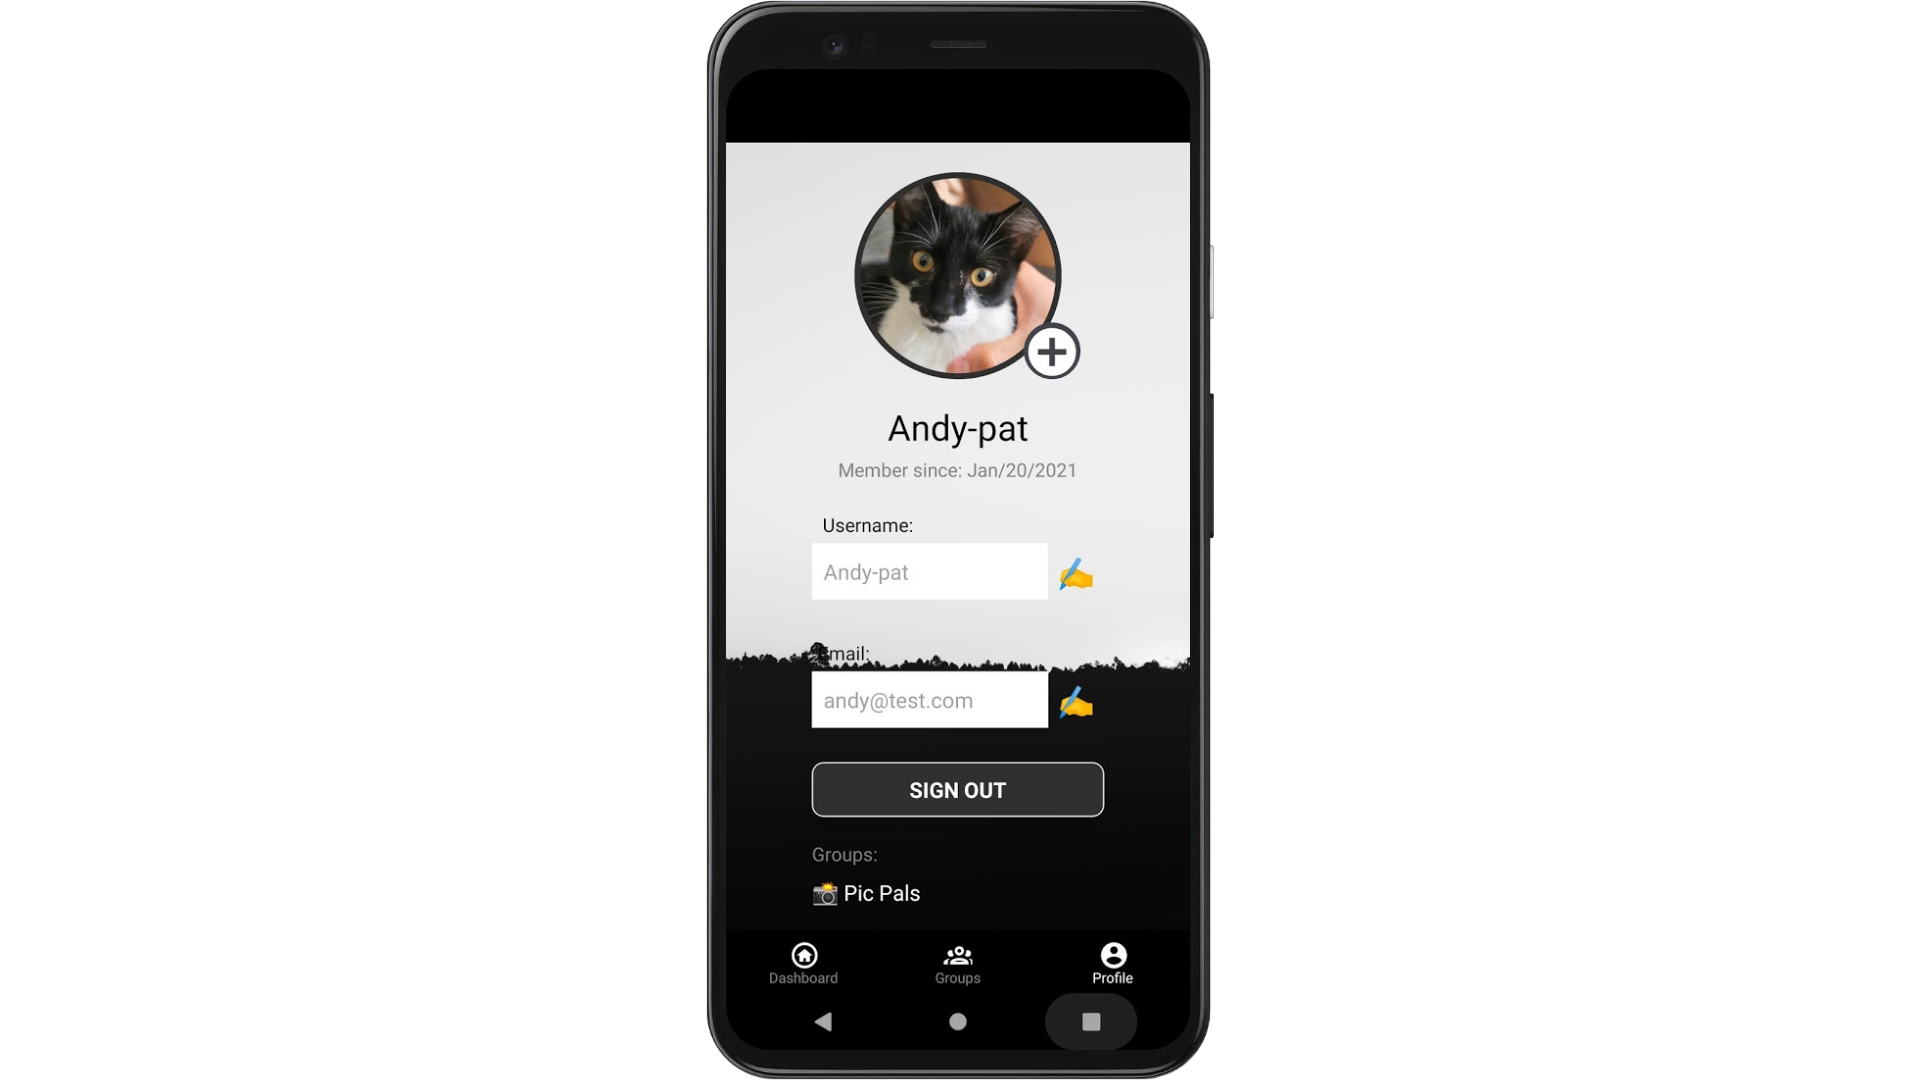 Andy-pat
Member since: Jan/20/2021
Username:
Andy-pat
Email:
andy@test.com
SIGN OUT
Groups:
📸 Pic Pals
Dashboard Groups Profile